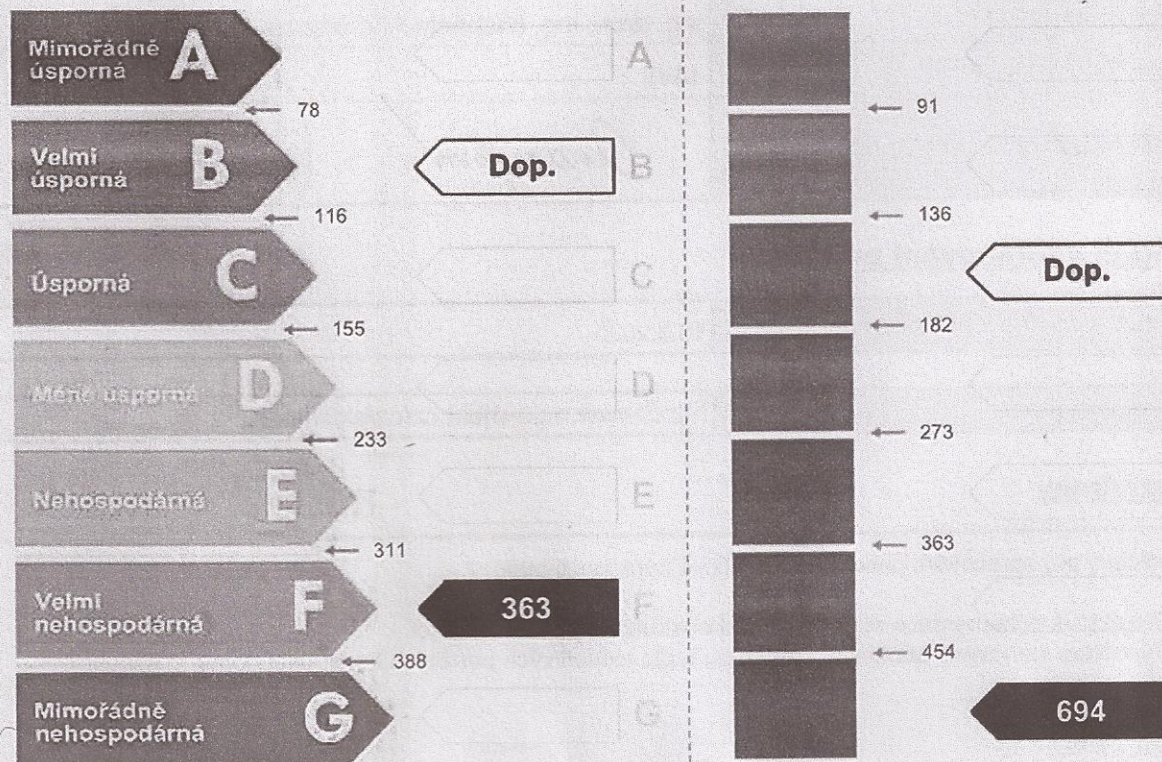 Mimořádně
úsporná
A
78
Velmi
úsporná
B
116
Úsporná
C
155
Méně úsporná
D
233
Nehospodárná
E
311
Velmi
nehospodárná
F
388
Mimořádně
nehospodárná
G
A
Dop.
B
C
D
E
363
F
G
91
136
182
273
363
454
Dop.
694